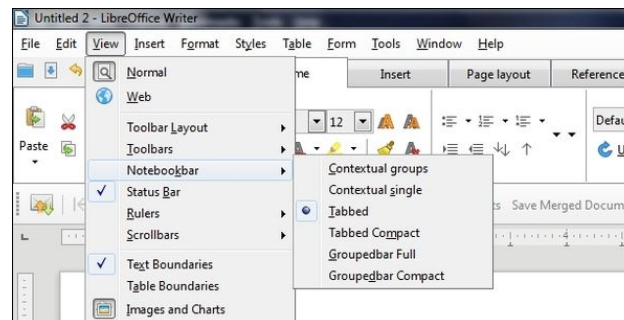 Untitled 2 - LibreOffice Writer
File Edit View Insert Format Styles Table Form Tools Window Help
Normal
Insert Page layout Reference
Web
12
Defau
Paste
Toolbar Layout
Toolbars
Notebookbar
Status Bar
Rulers
Scrollbars
Text Boundaries
Table Boundaries
Images and Charts
Contextual groups
Contextual single
Tabbed
Tabbed Compact
Groupedbar Full
Groupedbar Compact
Save Merged Docum